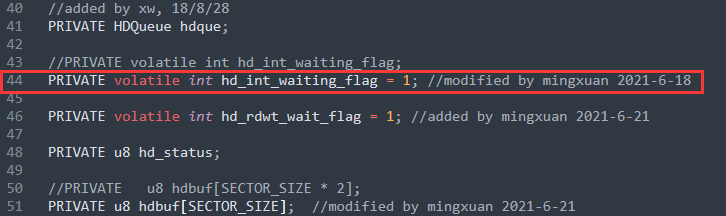 40 //added by xw, 18/8/28
41 PRIVATE HDQueue hdque;
42
43 //PRIVATE volatile int hd_int_waiting_flag;
44 PRIVATE volatile int hd_int_waiting_flag = 1; //modified by mingxuan 2021-6-18
45
46 PRIVATE volatile int hd_rdwt_wait_flag = 1; //added by mingxuan 2021-6-21
47
48 PRIVATE u8 hd_status;
49
50 //PRIVATE   u8 hdbuf[SECTOR_SIZE * 2];
51 PRIVATE u8 hdbuf[SECTOR_SIZE];  //modified by mingxuan 2021-6-21